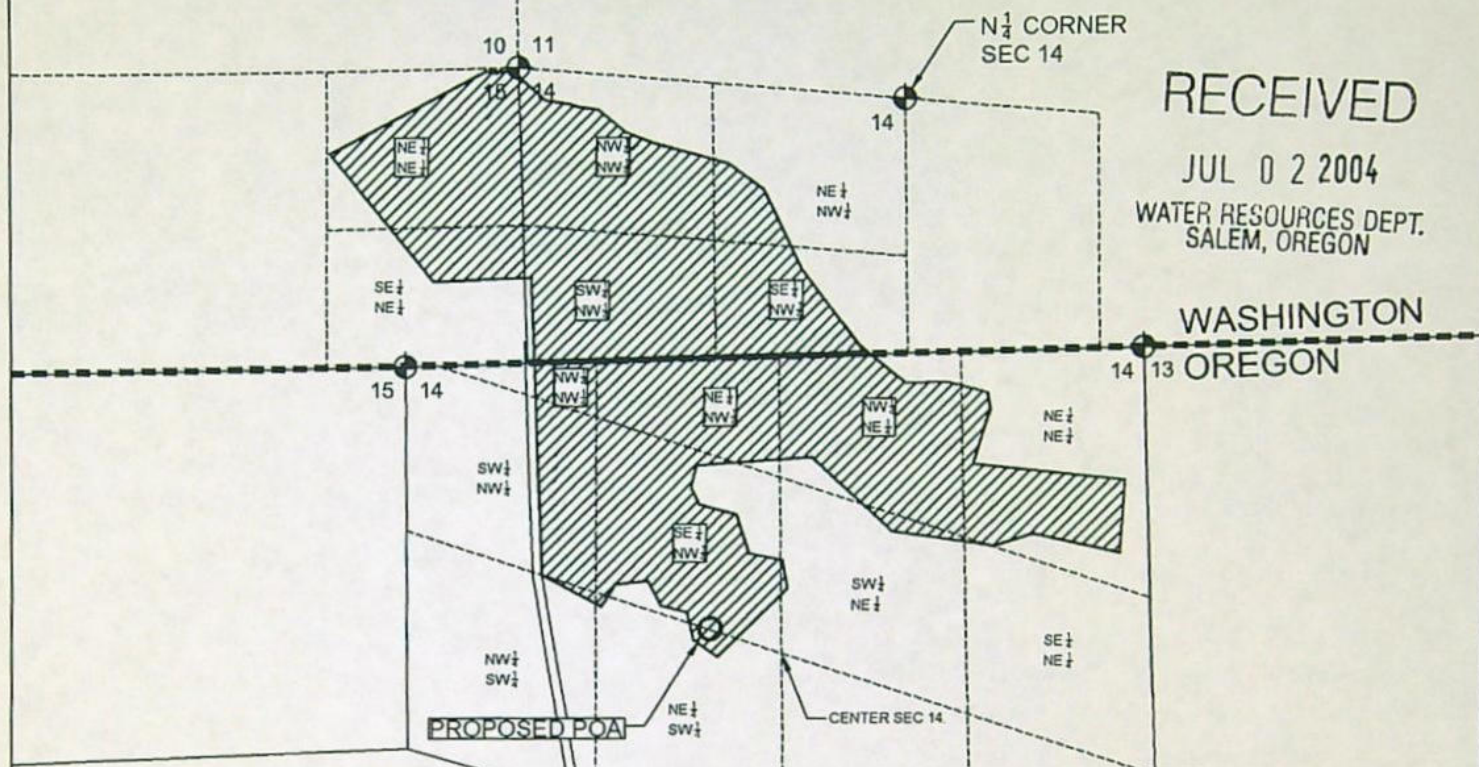 N¼ CORNER
SEC 14
10 11
15 14
14
RECEIVED
JUL 0 2 2004
WATER RESOURCES DEPT.
SALEM, OREGON
NE¼
NE¼
NW¼
NW¼
NE¼
NW¼
SE¼
NE¼
SW¼
NW¼
SE¼
NW¼
WASHINGTON
OREGON
15 14
14 13
NW¼
NW¼
NE¼
NW¼
NW¼
NE¼
NE¼
NE¼
SW¼
NW¼
SE¼
NW¼
SW¼
NE¼
SE¼
NE¼
NW¼
SW¼
NE¼
SW¼
PROPOSED POA
CENTER SEC 14